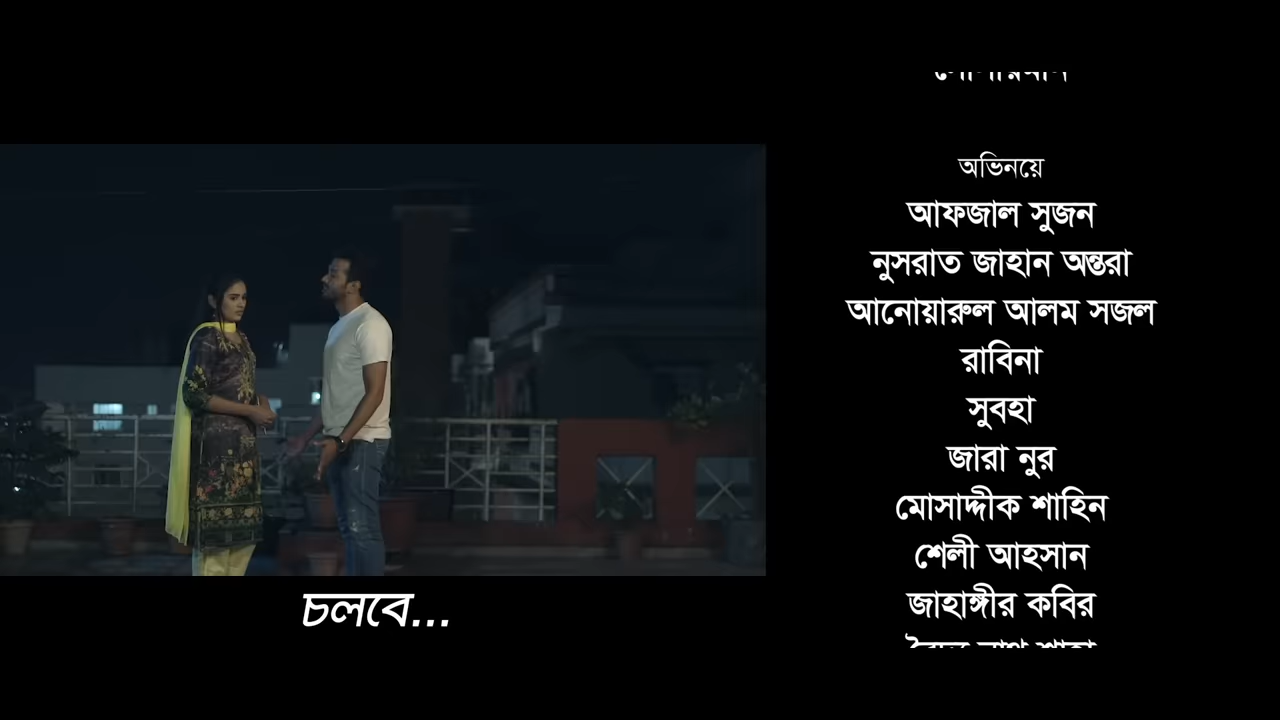 অভিনয়ে
আফজাল সুজন
নুসরাত জাহান অন্তরা
আনোয়ারুল আলম সজল
রাবিনা
সুবহা
জারা নুর
মোসাদ্দীক শাহিন
শেলী আহসান
জাহাঙ্গীর কবির
চলবে...